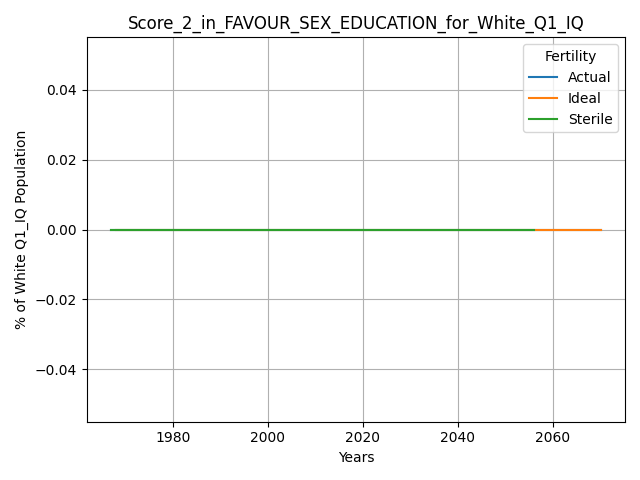 Score_2_in_FAVOUR_SEX_EDUCATION_for_White_Q1_IQ
Fertility
Actual
Ideal
Sterile
% of White Q1_IQ Population
0.04
0.02
0.00
−0.02
−0.04
1980 2000 2020 2040 2060
Years